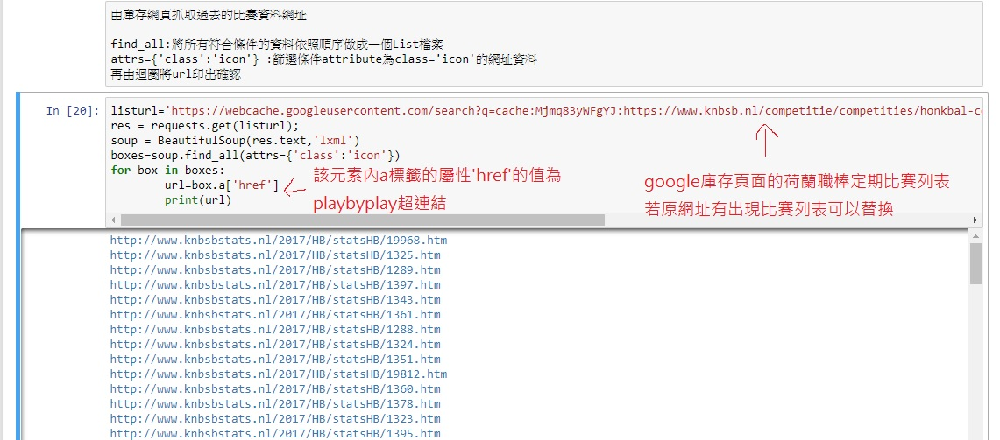 由庫存網頁抓取過去的比賽資料網址
find_all:將所有符合條件的資料依照順序做成一個List檔案
attrs={'class':'icon'} :篩選條件attribute為class='icon'的網址資料
再由迴圈將url印出確認
In [20]:
listurl='https://webcache.googleusercontent.com/search?q=cache:Mjmq83yWFgYJ:https://www.knbsb.nl/competitie/competities/honkbal-c
res = requests.get(listurl);
soup = BeautifulSoup(res.text,'lxml')
boxes=soup.find_all(attrs={'class':'icon'})
for box in boxes:
url=box.a['href']
print(url)
該元素內a標籤的屬性'href'的值為
playbyplay超連結
google庫存頁面的荷蘭職棒定期比賽列表
若原網址有出現比賽列表可以替換
http://www.knbsbstats.nl/2017/HB/statsHB/19968.htm
http://www.knbsbstats.nl/2017/HB/statsHB/1325.htm
http://www.knbsbstats.nl/2017/HB/statsHB/1289.htm
http://www.knbsbstats.nl/2017/HB/statsHB/1397.htm
http://www.knbsbstats.nl/2017/HB/statsHB/1343.htm
http://www.knbsbstats.nl/2017/HB/statsHB/1361.htm
http://www.knbsbstats.nl/2017/HB/statsHB/1288.htm
http://www.knbsbstats.nl/2017/HB/statsHB/1324.htm
http://www.knbsbstats.nl/2017/HB/statsHB/1351.htm
http://www.knbsbstats.nl/2017/HB/statsHB/19812.htm
http://www.knbsbstats.nl/2017/HB/statsHB/1360.htm
http://www.knbsbstats.nl/2017/HB/statsHB/1378.htm
http://www.knbsbstats.nl/2017/HB/statsHB/1323.htm
http://www.knbsbstats.nl/2017/HB/statsHB/1395.htm